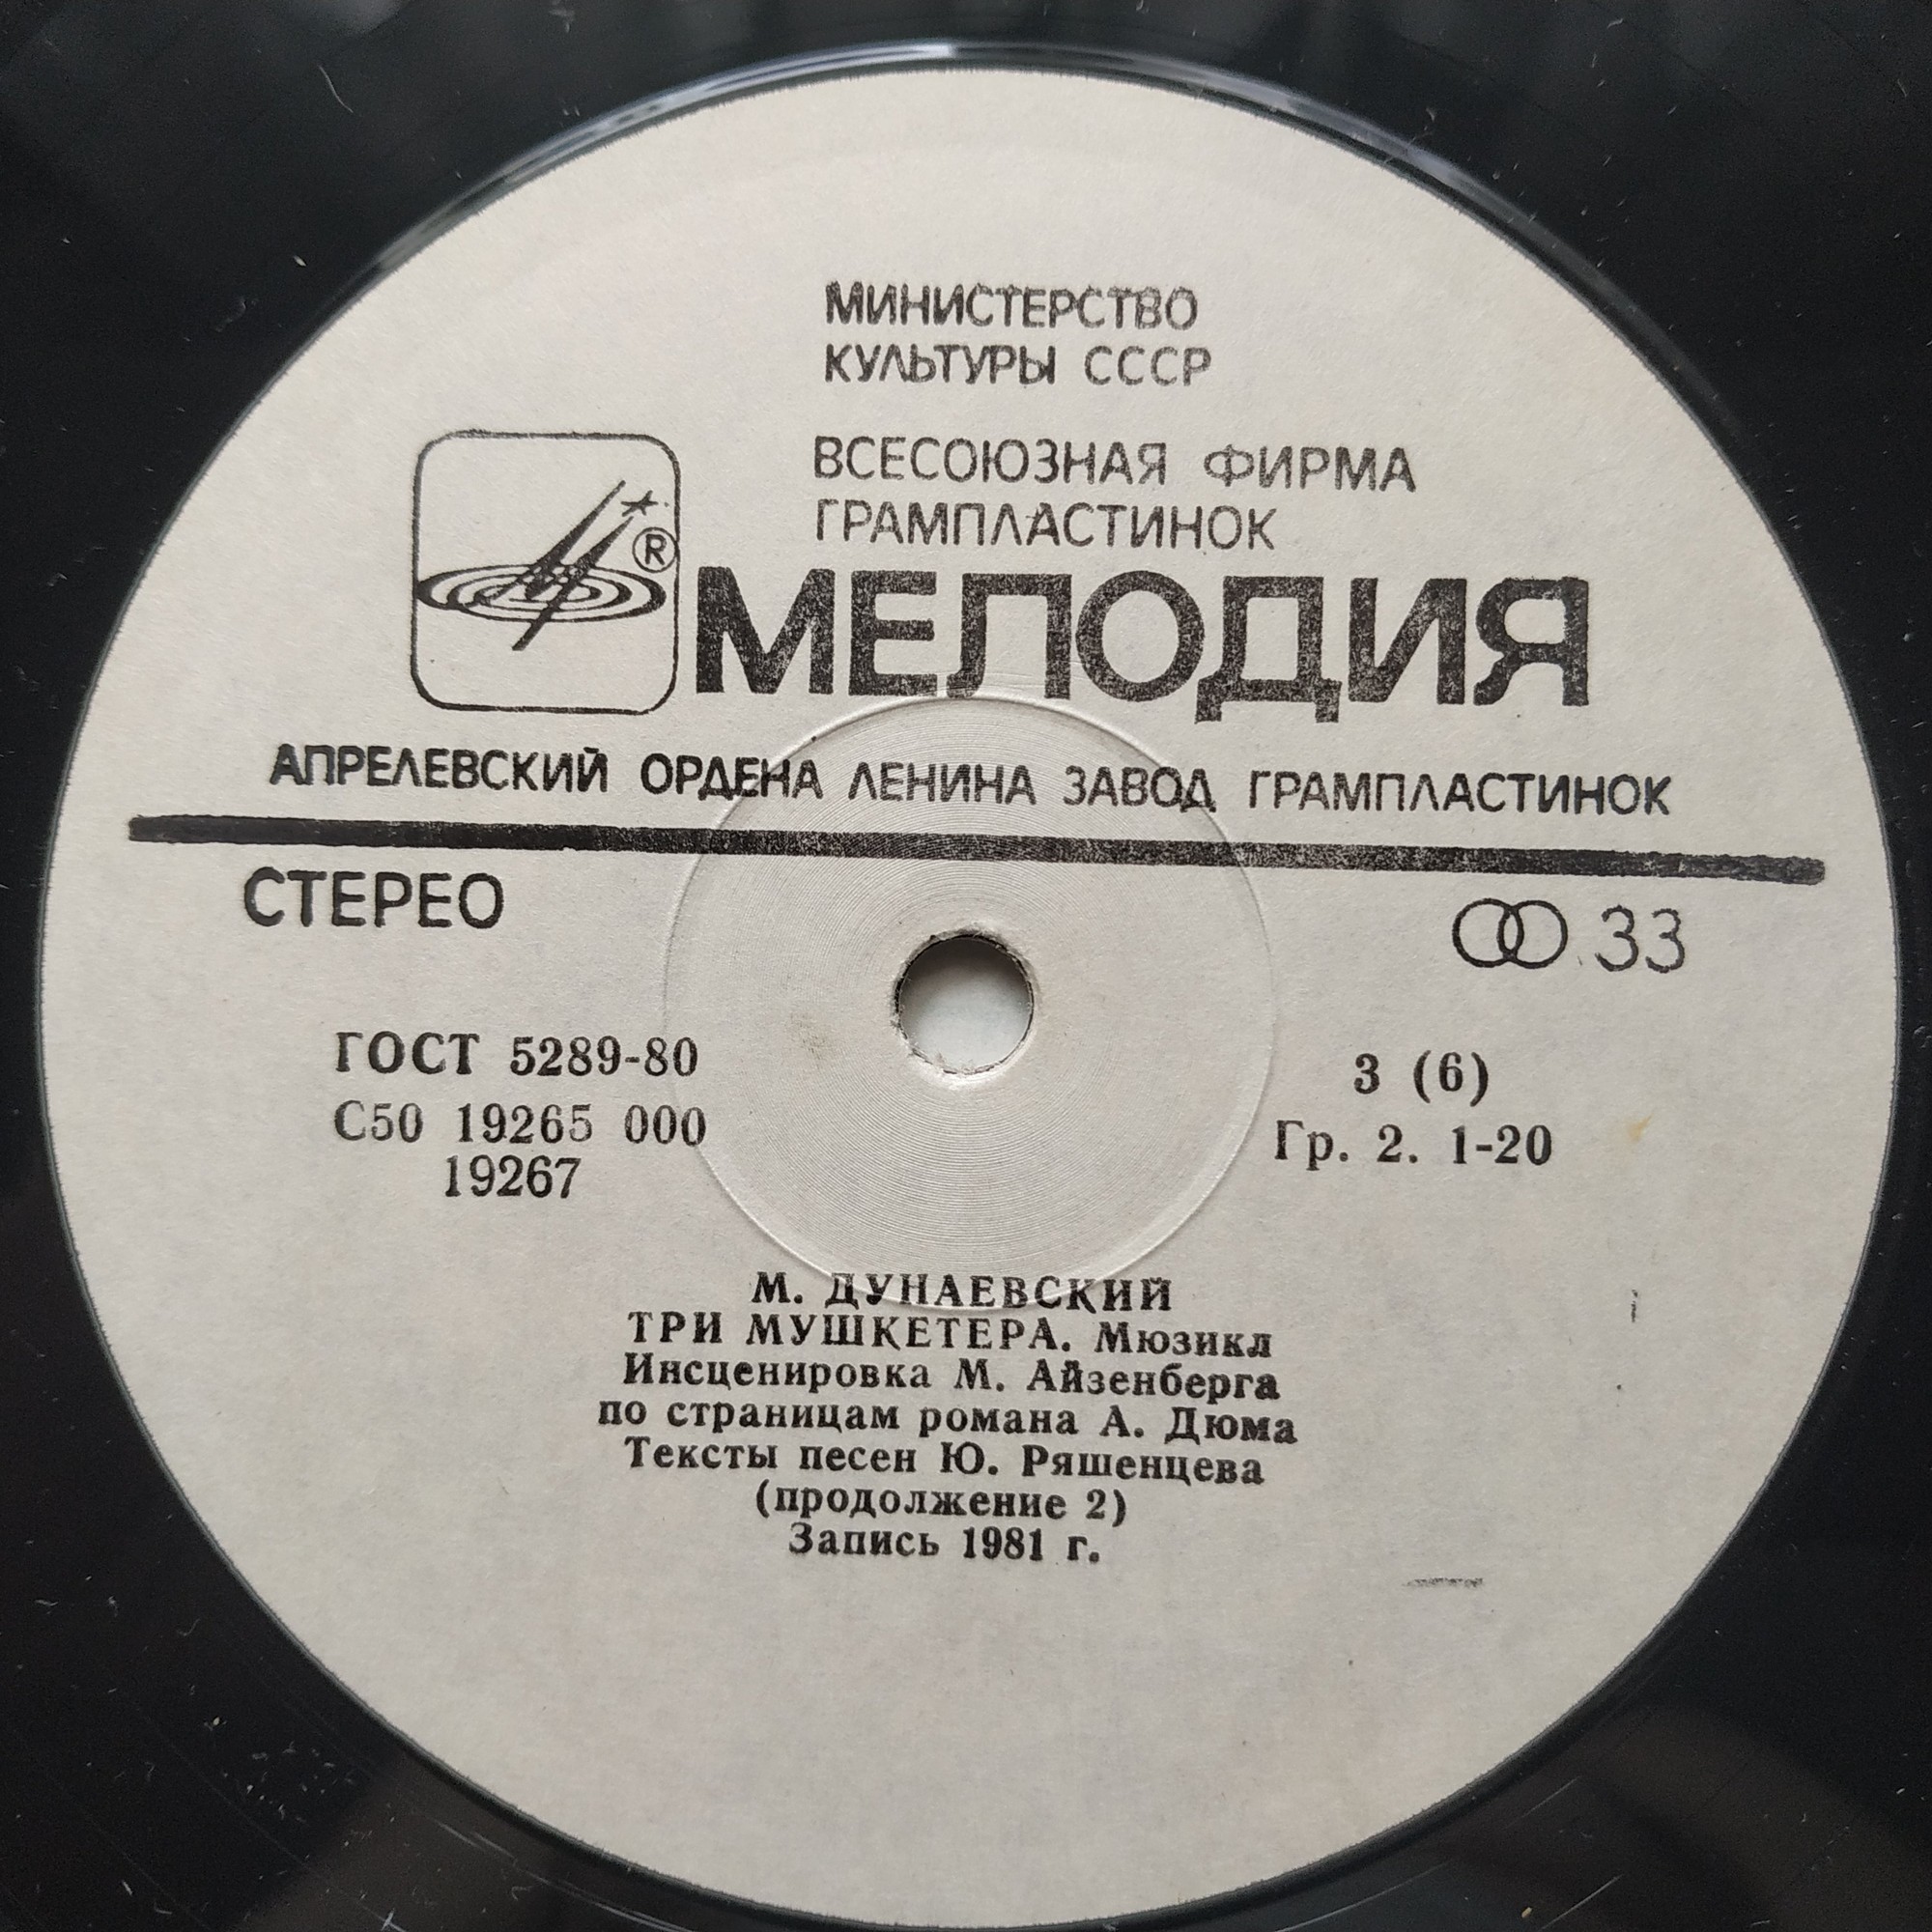 МИНИСТЕРСТВО
КУЛЬТУРЫ СССР
ВСЕСОЮЗНАЯ ФИРМА
ГРАМПЛАСТИНОК
® МЕЛОДИЯ
АПРЕЛЕВСКИЙ ОРДЕНА ЛЕНИНА ЗАВОД ГРАМПЛАСТИНОК
СТЕРЕО
33
ГОСТ 5289-80
С50 19265 000
19267
3 (6)
Гр. 2. 1-20
М. ДУНАЕВСКИЙ
ТРИ МУШКЕТЕРА. Мюзикл
Инсценировка М. Айзенберга
по страницам романа А. Дюма
Тексты песен Ю. Ряшенцева
(продолжение 2)
Запись 1981 г.